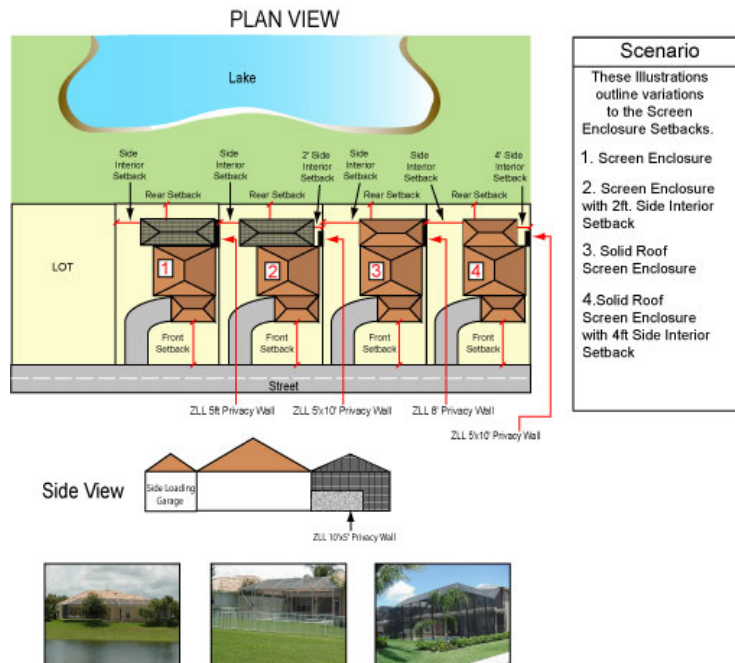 PLAN VIEW
Lake
Side
Interior
Setback
Rear Setback
Side
Interior
Setback
Rear Setback
2' Side
Interior
Setback
Side
Interior
Setback
Rear Setback
Side
Interior
Setback
Rear Setback
4' Side
Interior
Setback
LOT
1
2
3
4
Front
Setback
Front
Setback
Front
Setback
Front
Setback
Street
ZLL 5ft Privacy Wall
ZLL 5'x10' Privacy Wall
ZLL 8' Privacy Wall
ZLL 5'x10' Privacy Wall
Scenario
These Illustrations
outline variations
to the Screen
Enclosure Setbacks.
1. Screen Enclosure
2. Screen Enclosure
with 2ft. Side Interior
Setback
3. Solid Roof
Screen Enclosure
4.Solid Roof
Screen Enclosure
with 4ft Side Interior
Setback
Side View
Side Loading
Garage
ZLL 10'x5' Privacy Wall